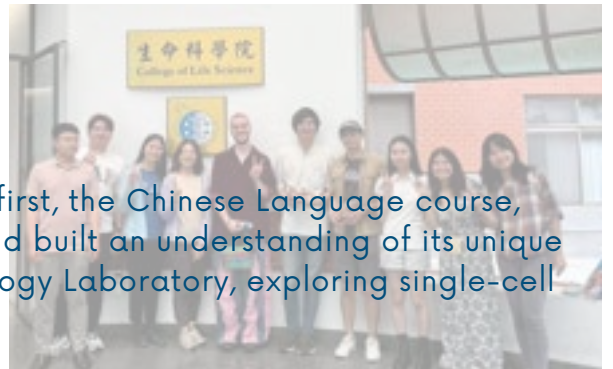 生命科學院
College of Life Science
first, the Chinese Language course,
d built an understanding of its unique
ogy Laboratory, exploring single-cell